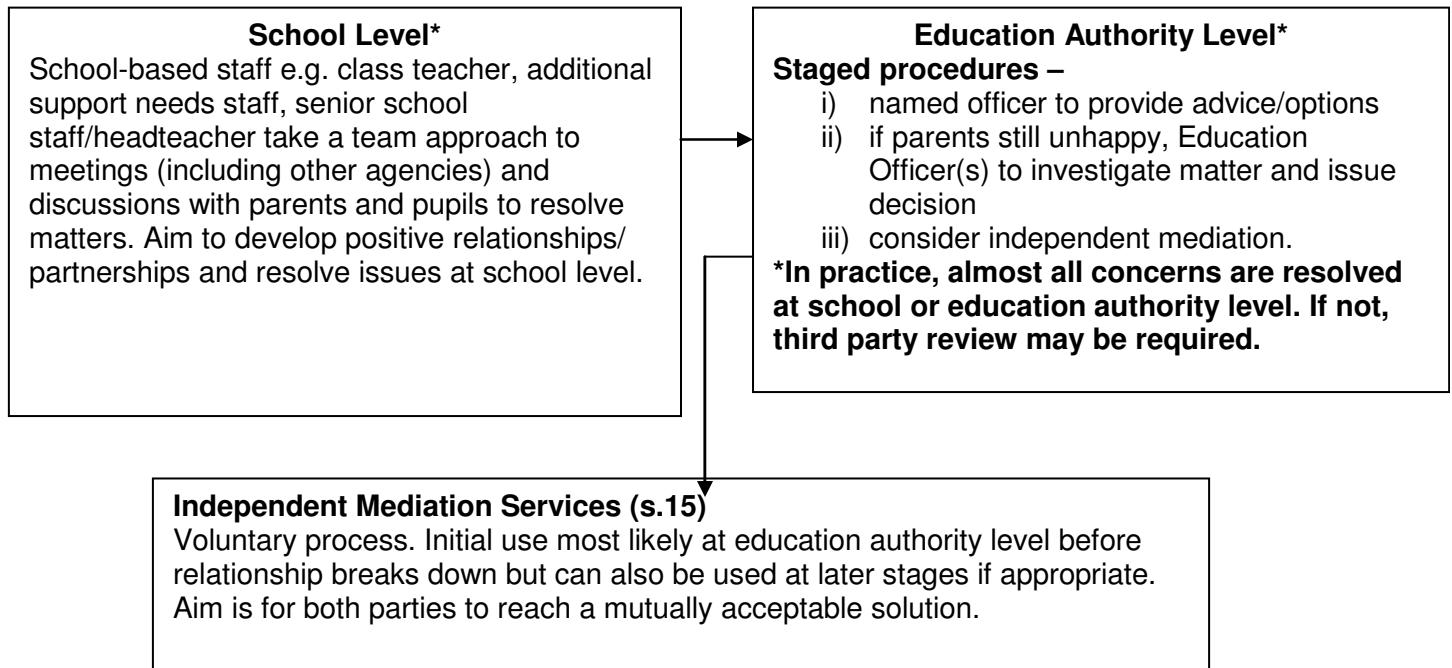 School Level*
School-based staff e.g. class teacher, additional
support needs staff, senior school
staff/headteacher take a team approach to
meetings (including other agencies) and
discussions with parents and pupils to resolve
matters. Aim to develop positive relationships/
partnerships and resolve issues at school level.
Education Authority Level*
Staged procedures –
i) named officer to provide advice/options
ii) if parents still unhappy, Education
Officer(s) to investigate matter and issue
decision
iii) consider independent mediation.
*In practice, almost all concerns are resolved
at school or education authority level. If not,
third party review may be required.
Independent Mediation Services (s.15)
Voluntary process. Initial use most likely at education authority level before
relationship breaks down but can also be used at later stages if appropriate.
Aim is for both parties to reach a mutually acceptable solution.